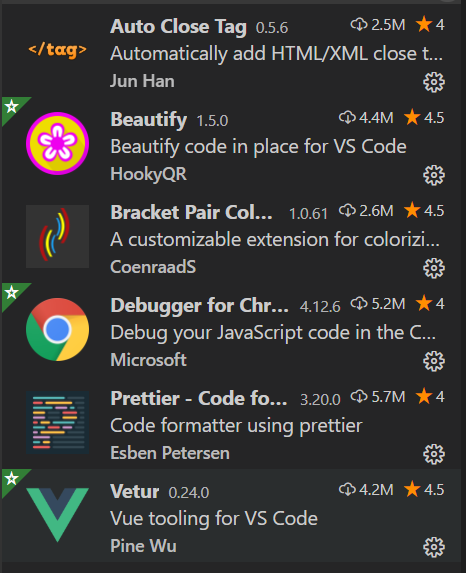 </tag>
Auto Close Tag 0.5.6 2.5M 4
Automatically add HTML/XML close t...
Jun Han
Beautify 1.5.0 4.4M 4.5
Beautify code in place for VS Code
HookyQR
Bracket Pair Col... 1.0.61 2.6M 4.5
A customizable extension for colorizi...
CoenraadS
Debugger for Chr... 4.12.6 5.2M 4
Debug your JavaScript code in the C...
Microsoft
Prettier - Code fo... 3.20.0 5.7M 4
Code formatter using prettier
Esben Petersen
Vetur 0.24.0 4.2M 4.5
Vue tooling for VS Code
Pine Wu